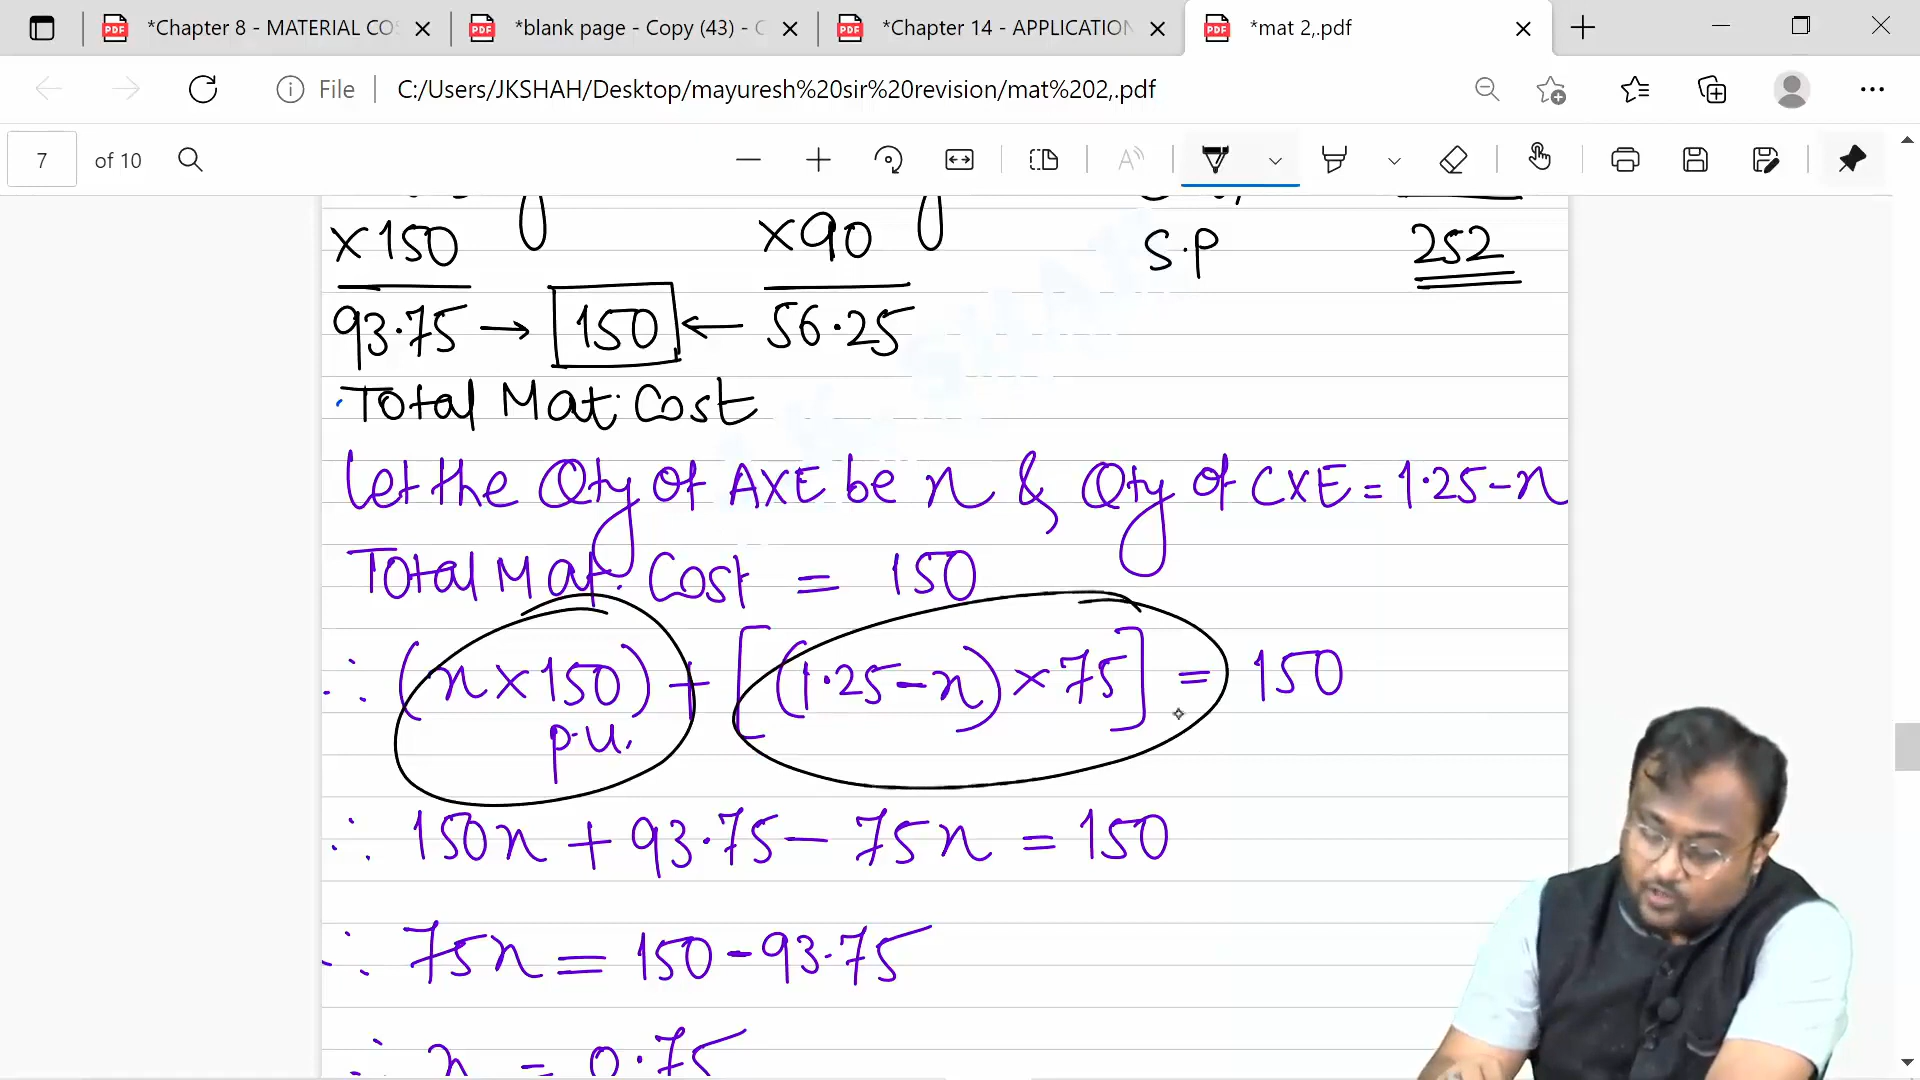 *Chapter 8 - MATERIAL COS
*blank page - Copy (43) - C
*Chapter 14 - APPLICATION
*mat 2,.pdf
File
C:/Users/JKSHAH/Desktop/mayuresh%20sir%20revision/mat%202,.pdf
7 of 10
×150 ×90 S.P 252
93.75 → 150 ← 56.25
Total Mat. Cost
Let the Qty of AXE be x & Qty of CXE = 1.25-x
Total Mat. Cost = 150
∴ (x×150) + [(1.25-x)×75] = 150
p.u.
∴ 150x + 93.75 - 75x = 150
∴ 75x = 150-93.75
∴ x = 0.75